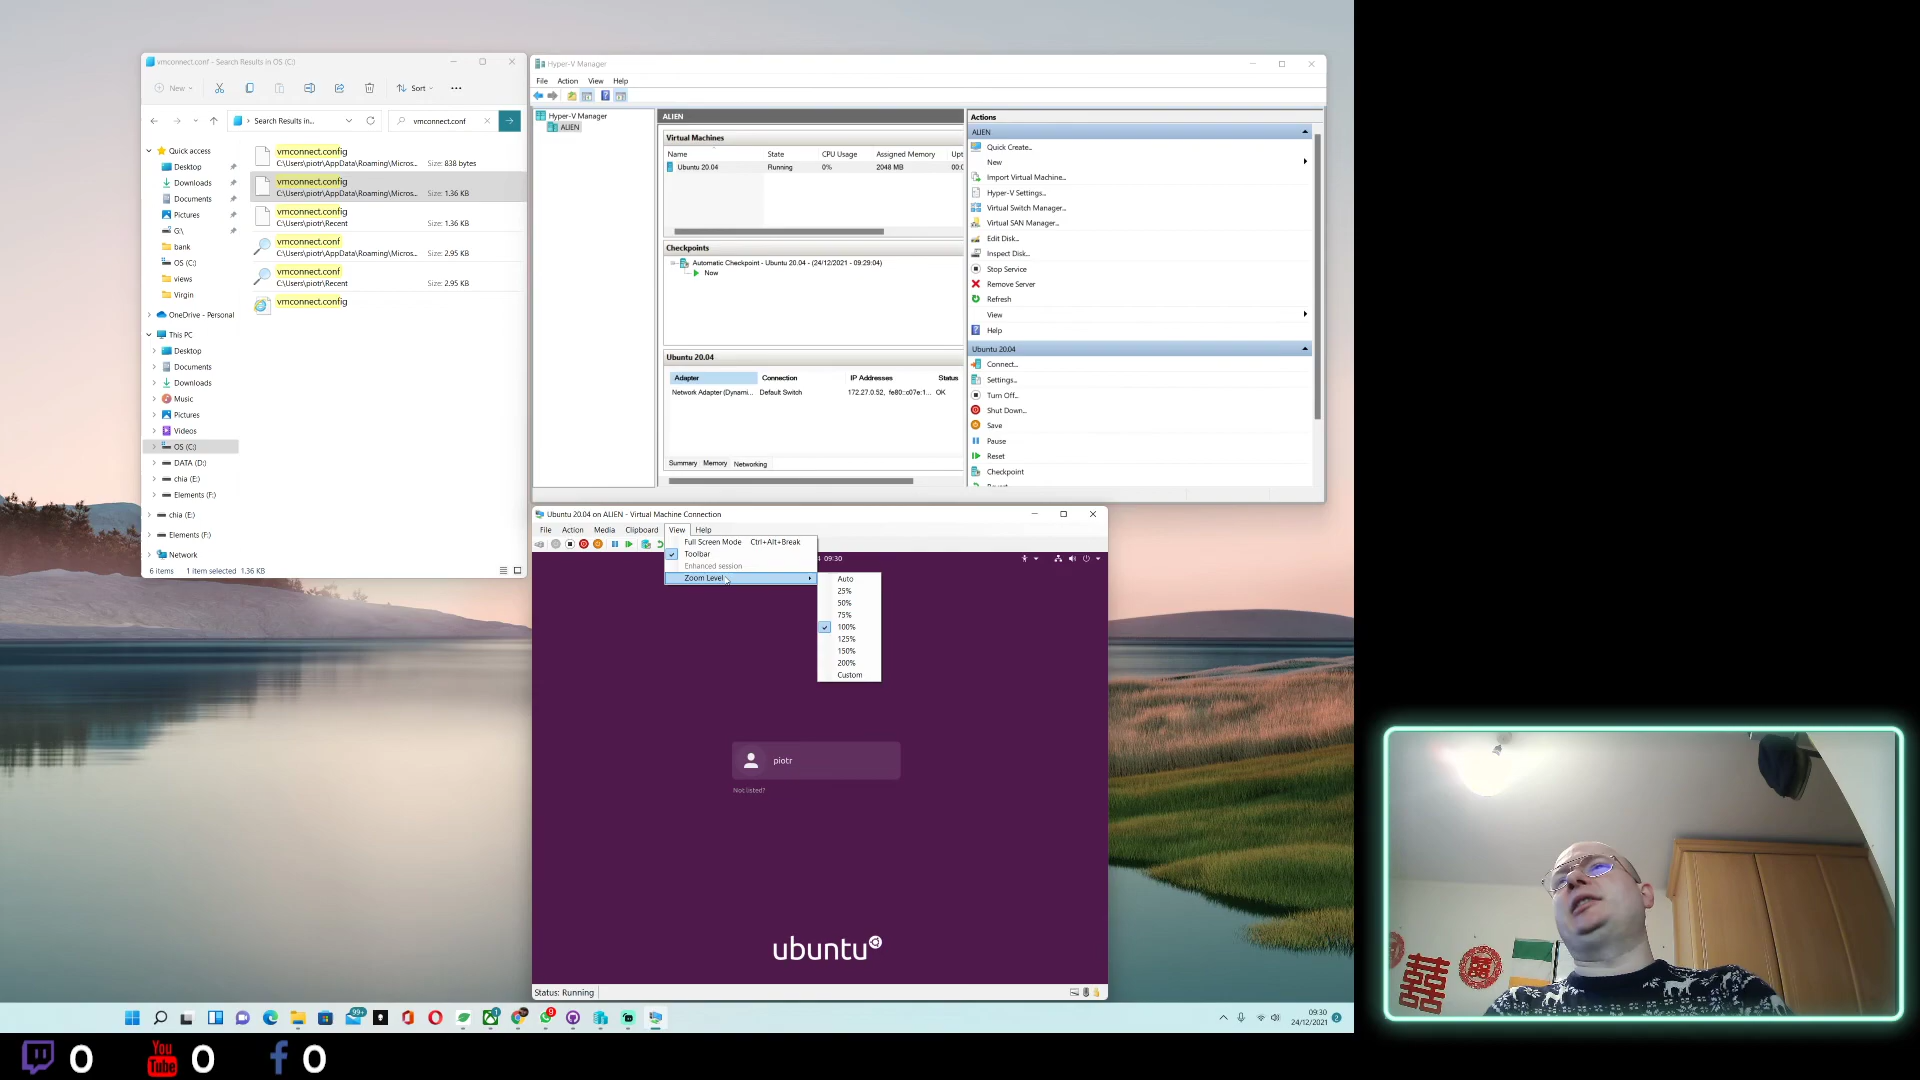 vmconnect.conf - Search Results in OS (C:)
New
Sort
Search Results in...
vmconnect.conf
Quick access
Desktop
Downloads
Documents
Pictures
G:\
bank
OS (C:)
views
Virgin
OneDrive - Personal
This PC
Desktop
Documents
Downloads
Music
Pictures
Videos
OS (C:)
DATA (D:)
chia (E:)
Elements (F:)
chia (E:)
Elements (F:)
Network
vmconnect.config
C:\Users\piotr\AppData\Roaming\Micros... Size: 838 bytes
vmconnect.config
C:\Users\piotr\AppData\Roaming\Micros... Size: 1.36 KB
vmconnect.config
C:\Users\piotr\Recent Size: 1.36 KB
vmconnect.conf
C:\Users\piotr\AppData\Roaming\Micros... Size: 2.95 KB
vmconnect.conf
C:\Users\piotr\Recent Size: 2.95 KB
vmconnect.config
6 items 1 item selected 1.36 KB
Hyper-V Manager
File Action View Help
Hyper-V Manager
ALIEN
ALIEN
Virtual Machines
Name State CPU Usage Assigned Memory Upt
Ubuntu 20.04 Running 0% 2048 MB 00:0
Checkpoints
Automatic Checkpoint - Ubuntu 20.04 - (24/12/2021 - 09:29:04)
Now
Ubuntu 20.04
Adapter Connection IP Addresses Status
Network Adapter (Dynami... Default Switch 172.27.0.52, fe80::c07e:1... OK
Summary Memory Networking
Actions
ALIEN
Quick Create...
New
Import Virtual Machine...
Hyper-V Settings...
Virtual Switch Manager...
Virtual SAN Manager...
Edit Disk...
Inspect Disk...
Stop Service
Remove Server
Refresh
View
Help
Ubuntu 20.04
Connect...
Settings...
Turn Off...
Shut Down...
Save
Pause
Reset
Checkpoint
Ubuntu 20.04 on ALIEN - Virtual Machine Connection
File Action Media Clipboard View Help
Full Screen Mode Ctrl+Alt+Break
Toolbar
Enhanced session
Zoom Level
Auto
25%
50%
75%
100%
125%
150%
200%
Custom
09:30
piotr
Not listed?
ubuntu
Status: Running
99+
1
9
09:30
24/12/2021
2
0
You
Tube
0
f
0
囍
囍